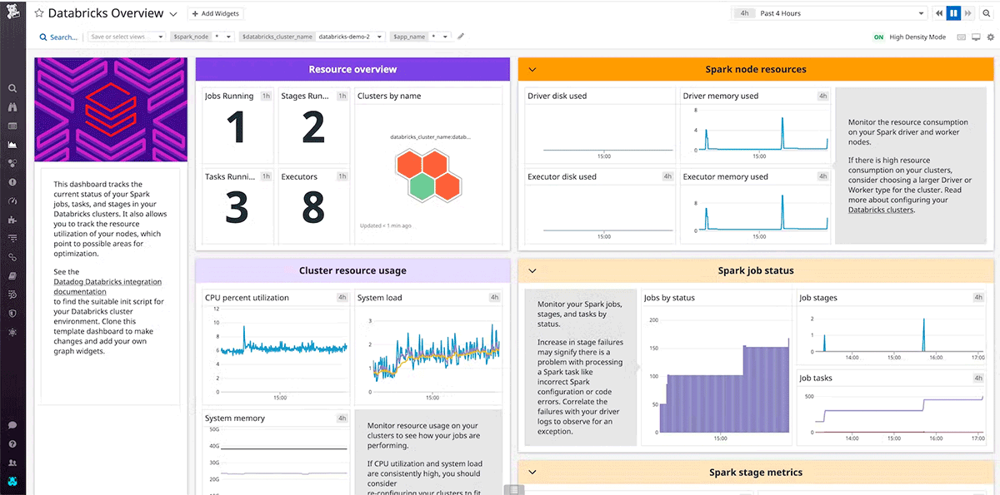 Databricks Overview
+ Add Widgets
4h Past 4 Hours
Search...
Save or select views...
$spark_node *
$databricks_cluster_name databricks-demo-2
$app_name *
ON High Density Mode
This dashboard tracks the
current status of your Spark
jobs, tasks, and stages in your
Databricks clusters. It also allows
you to track the resource
utilization of your nodes, which
point to possible areas for
optimization.
See the
Datadog Databricks integration
documentation
to find the suitable init script for
your Databricks cluster
environment. Clone this
template dashboard to make
changes and add your own
graph widgets.
Resource overview
Jobs Running 1h
1
Stages Run... 1h
2
Tasks Runni... 1h
3
Executors 1h
8
Clusters by name
databricks_cluster_name:datab...
Updated < 1 min ago
Cluster resource usage
CPU percent utilization 4h
12
10
8
6
4
2
0
15:00
System load 4h
3
2
1
0
15:00
System memory 4h
50G
40G
30G
20G
Monitor resource usage on your
clusters to see how your jobs are
performing.
If CPU utilization and system load
are consistently high, you should
consider
re-configuring your clusters to fit
Spark node resources
Driver disk used
15:00
Driver memory used 4h
8
4
0
15:00
Executor disk used 4h
15:00
Executor memory used 4h
8
0
15:00
Monitor the resource consumption
on your Spark driver and worker
nodes.
If there is high resource
consumption on your clusters,
consider choosing a larger Driver or
Worker type for the cluster. Read
more about configuring your
Databricks clusters.
Spark job status
Monitor your Spark jobs,
stages, and tasks by
status.
Increase in stage failures
may signify there is a
problem with processing
a Spark task like
incorrect Spark
configuration or code
errors. Correlate the
failures with your driver
logs to observe for an
exception.
Jobs by status
200
150
100
50
0
15:00
Job stages 4h
2
1
0
14:00 15:00 16:00 17:00
Job tasks 4h
500
0
14:00 15:00 16:00 17:00
Spark stage metrics